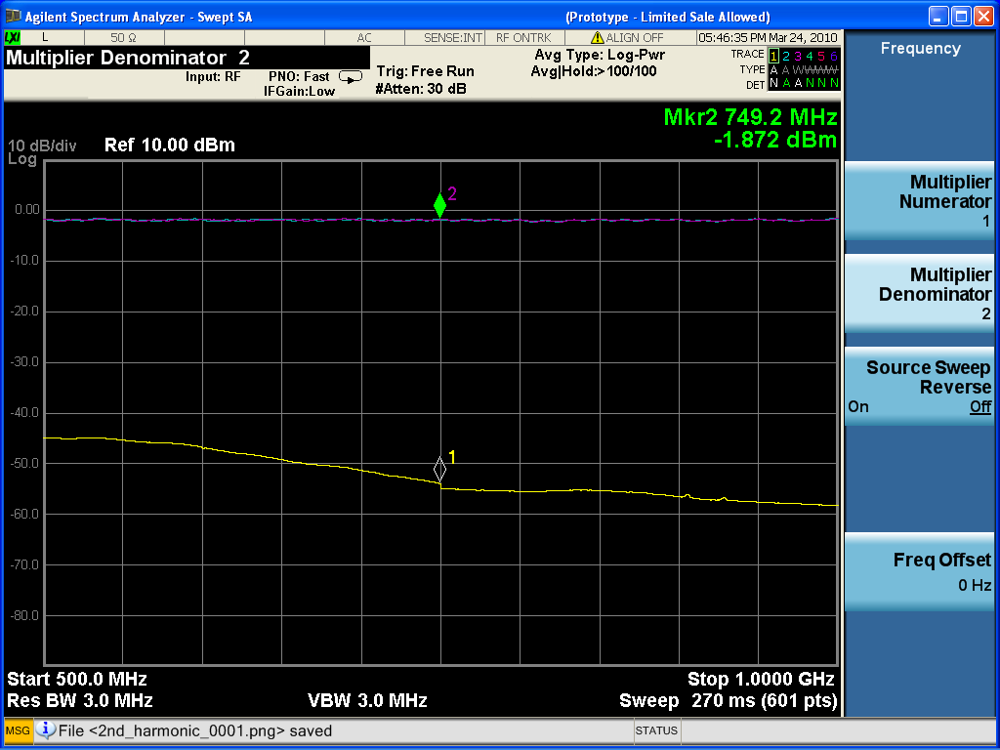 Agilent Spectrum Analyzer - Swept SA (Prototype - Limited Sale Allowed)
LXI L 50 Ω AC SENSE:INT RF ONTRK ALIGN OFF 05:46:35 PM Mar 24, 2010
Multiplier Denominator 2
Input: RF PNO: Fast
IFGain:Low
Trig: Free Run
#Atten: 30 dB
Avg Type: Log-Pwr
Avg|Hold:>100/100
TRACE 1 2 3 4 5 6
TYPE A A W W W W
DET N A A N N N
Mkr2 749.2 MHz
-1.872 dBm
10 dB/div
Log
Ref 10.00 dBm
2
0.00
-10.0
-20.0
-30.0
-40.0
1
-50.0
-60.0
-70.0
-80.0
Start 500.0 MHz Stop 1.0000 GHz
Res BW 3.0 MHz VBW 3.0 MHz Sweep 270 ms (601 pts)
MSG File <2nd_harmonic_0001.png> saved STATUS
Frequency
Multiplier
Numerator
1
Multiplier
Denominator
2
Source Sweep
Reverse
On Off
Freq Offset
0 Hz